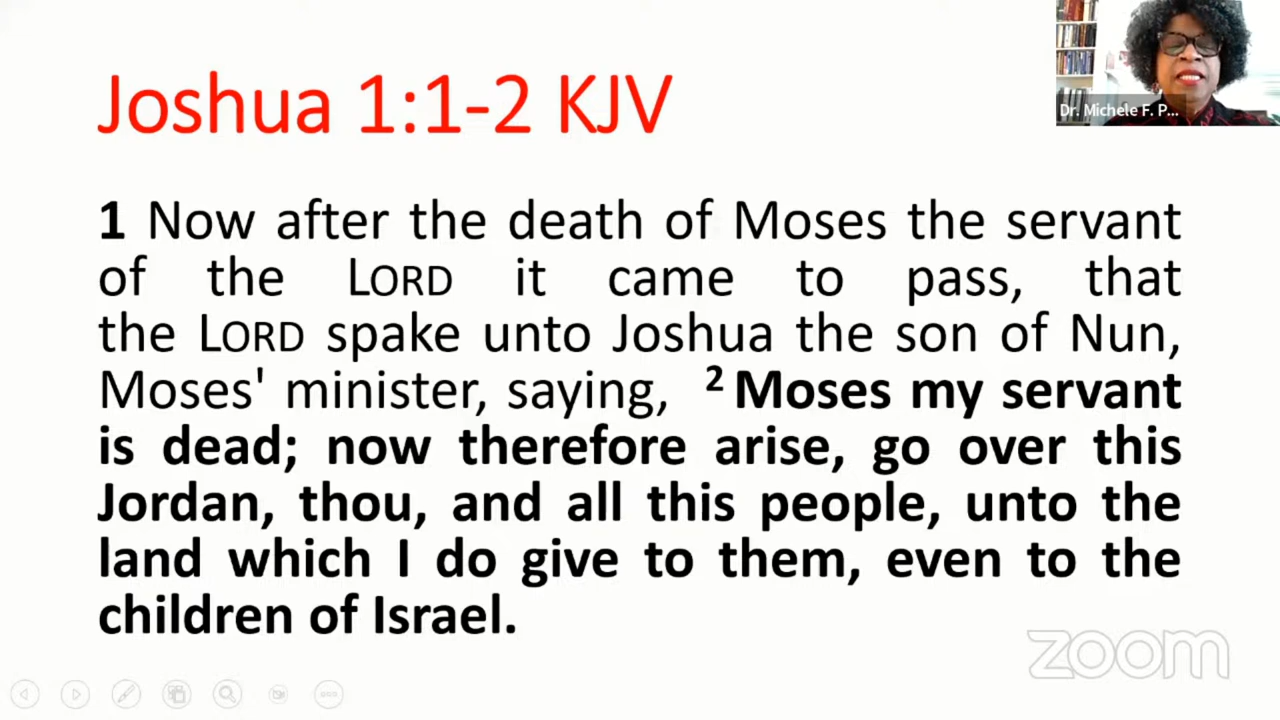 Joshua 1:1-2 KJV
Dr. Michele F. P...
1 Now after the death of Moses the servant
of the LORD it came to pass, that
the LORD spake unto Joshua the son of Nun,
Moses' minister, saying, 2 Moses my servant
is dead; now therefore arise, go over this
Jordan, thou, and all this people, unto the
land which I do give to them, even to the
children of Israel.
zoom